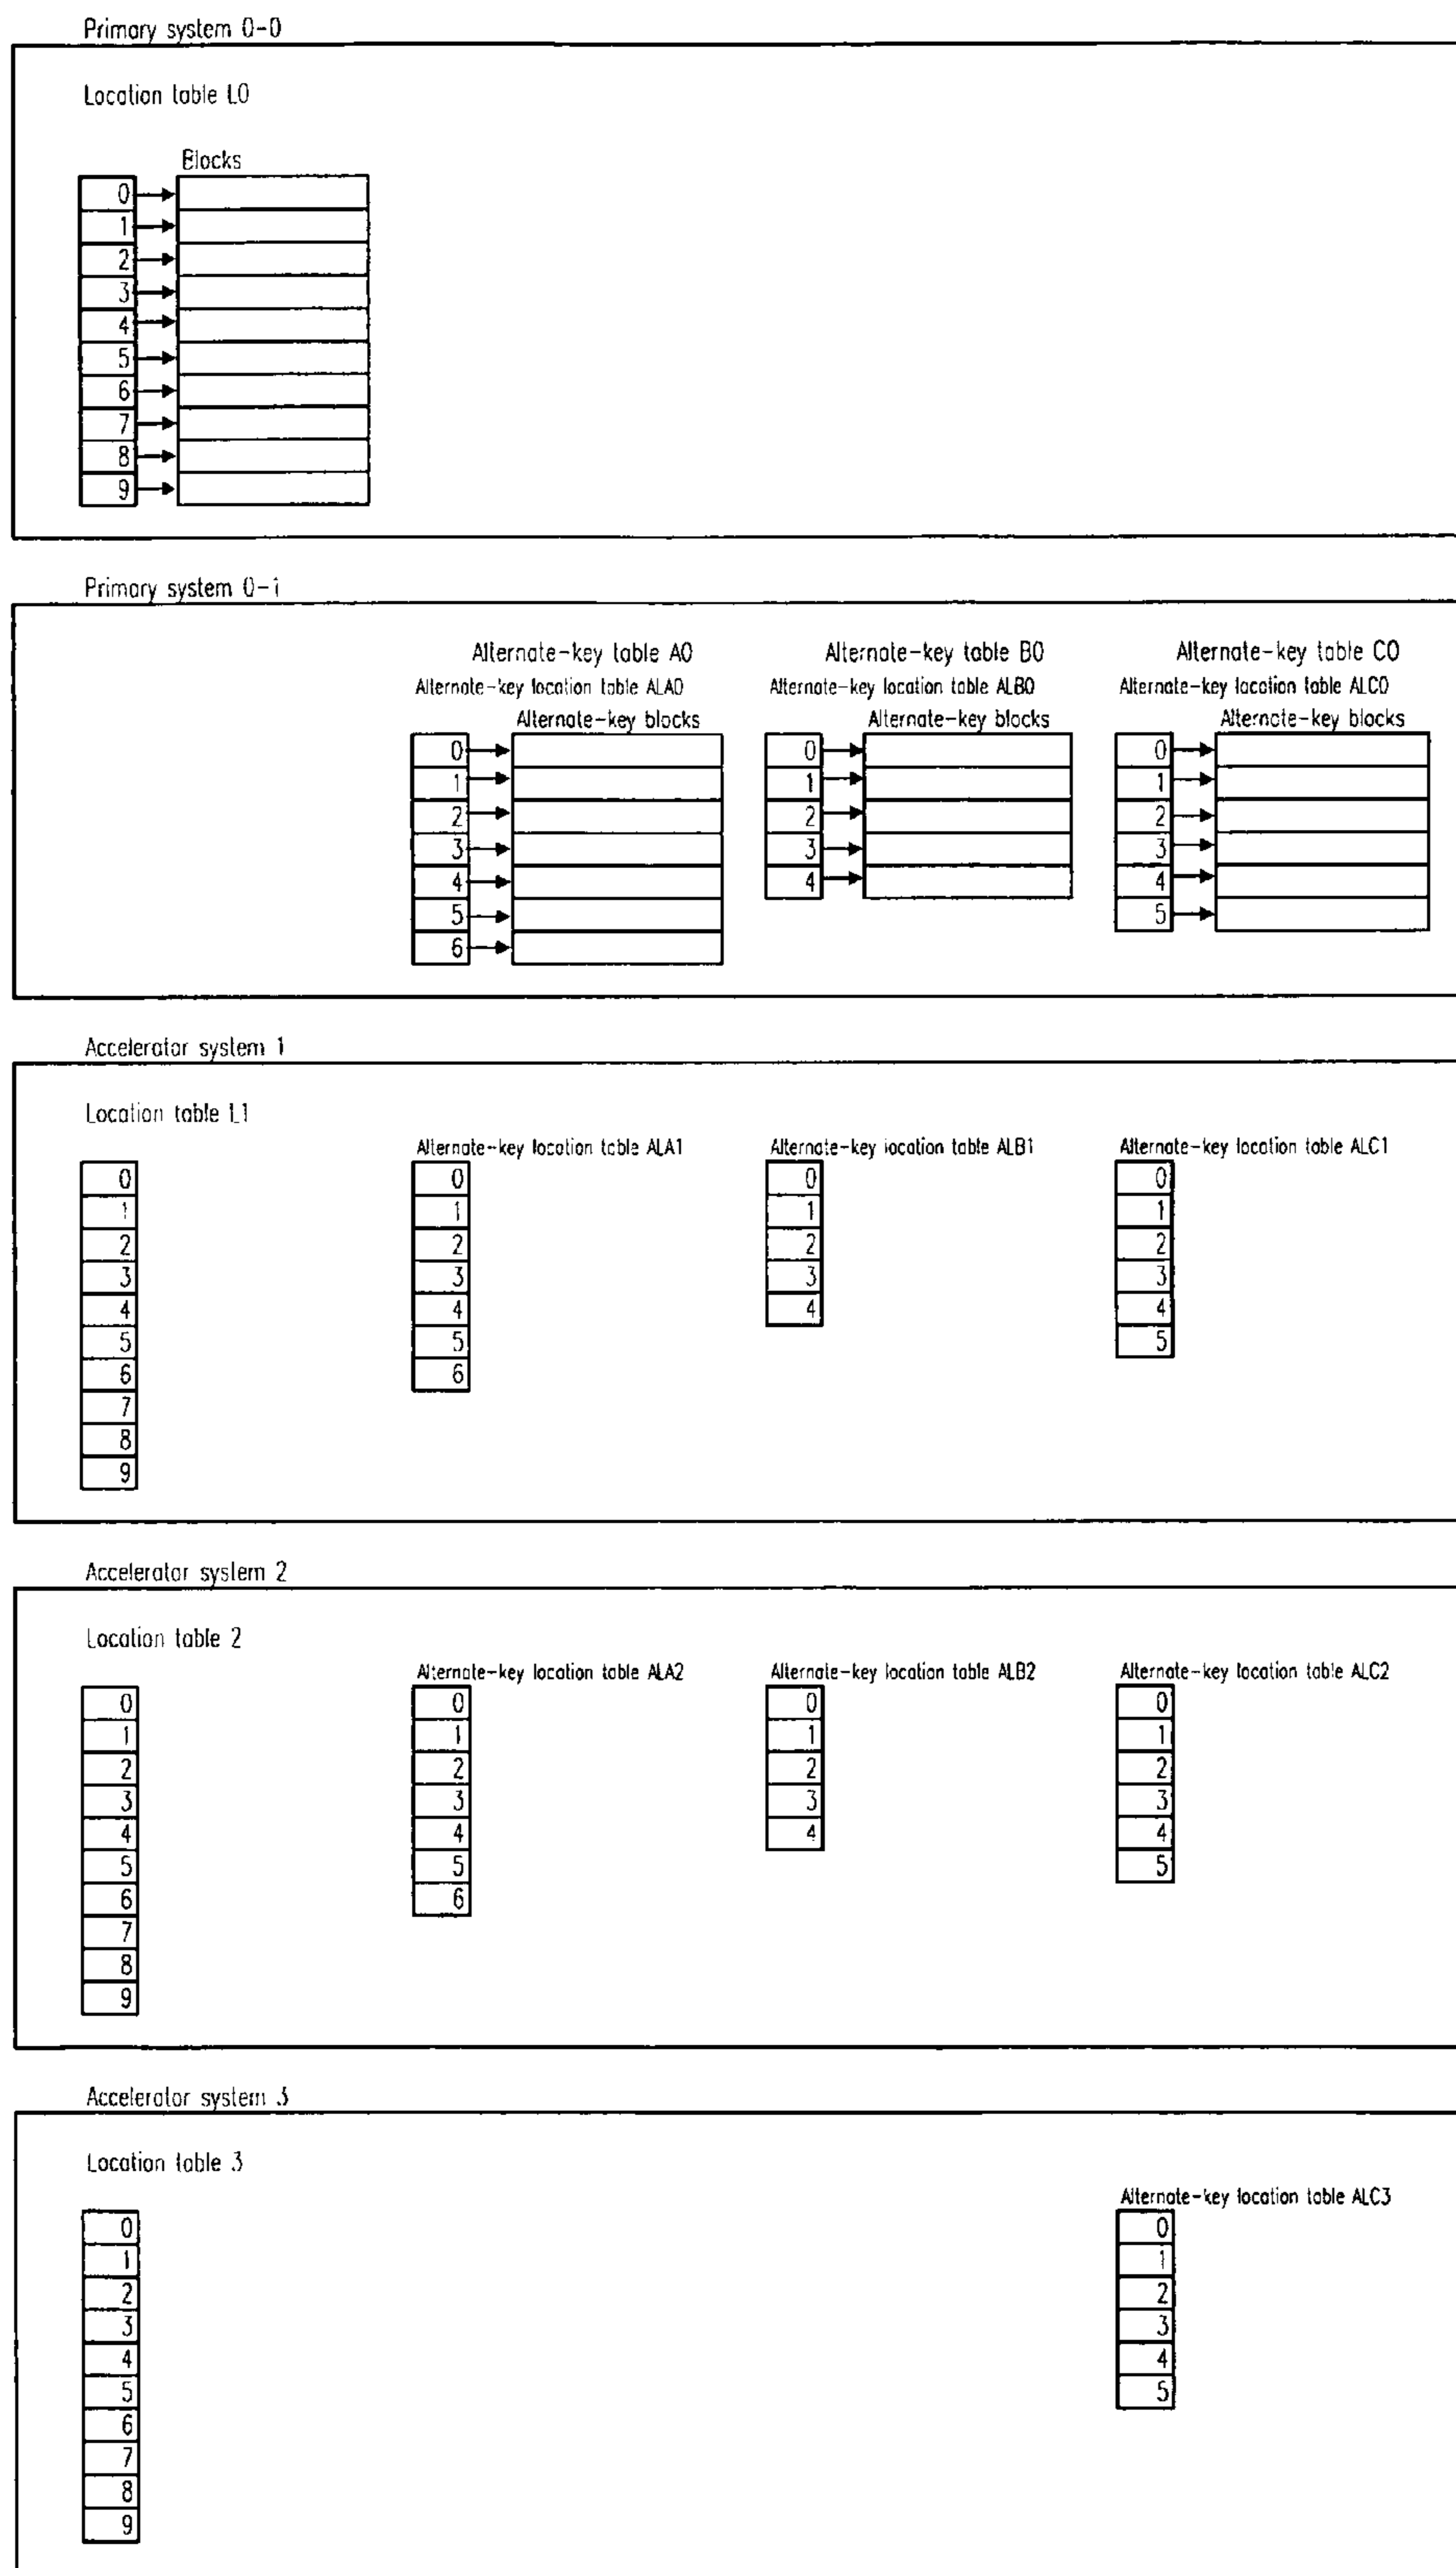 Primary system 0-0
Location table L0
Blocks
0
1
2
3
4
5
6
7
8
9
Primary system 0-1
Alternate-key table A0 Alternate-key table B0 Alternate-key table C0
Alternate-key location table ALA0 Alternate-key location table ALB0 Alternate-key location table ALC0
Alternate-key blocks Alternate-key blocks Alternate-key blocks
0 0 0
1 1 1
2 2 2
3 3 3
4 4 4
5 5
6
Accelerator system 1
Location table L1
Alternate-key location table ALA1 Alternate-key location table ALB1 Alternate-key location table ALC1
0 0 0 0
1 1 1 1
2 2 2 2
3 3 3 3
4 4 4 4
5 5 5
6 6
7
8
9
Accelerator system 2
Location table 2
Alternate-key location table ALA2 Alternate-key location table ALB2 Alternate-key location table ALC2
0 0 0 0
1 1 1 1
2 2 2 2
3 3 3 3
4 4 4 4
5 5 5
6 6
7
8
9
Accelerator system 3
Location table 3
Alternate-key location table ALC3
0 0
1 1
2 2
3 3
4 4
5 5
6
7
8
9